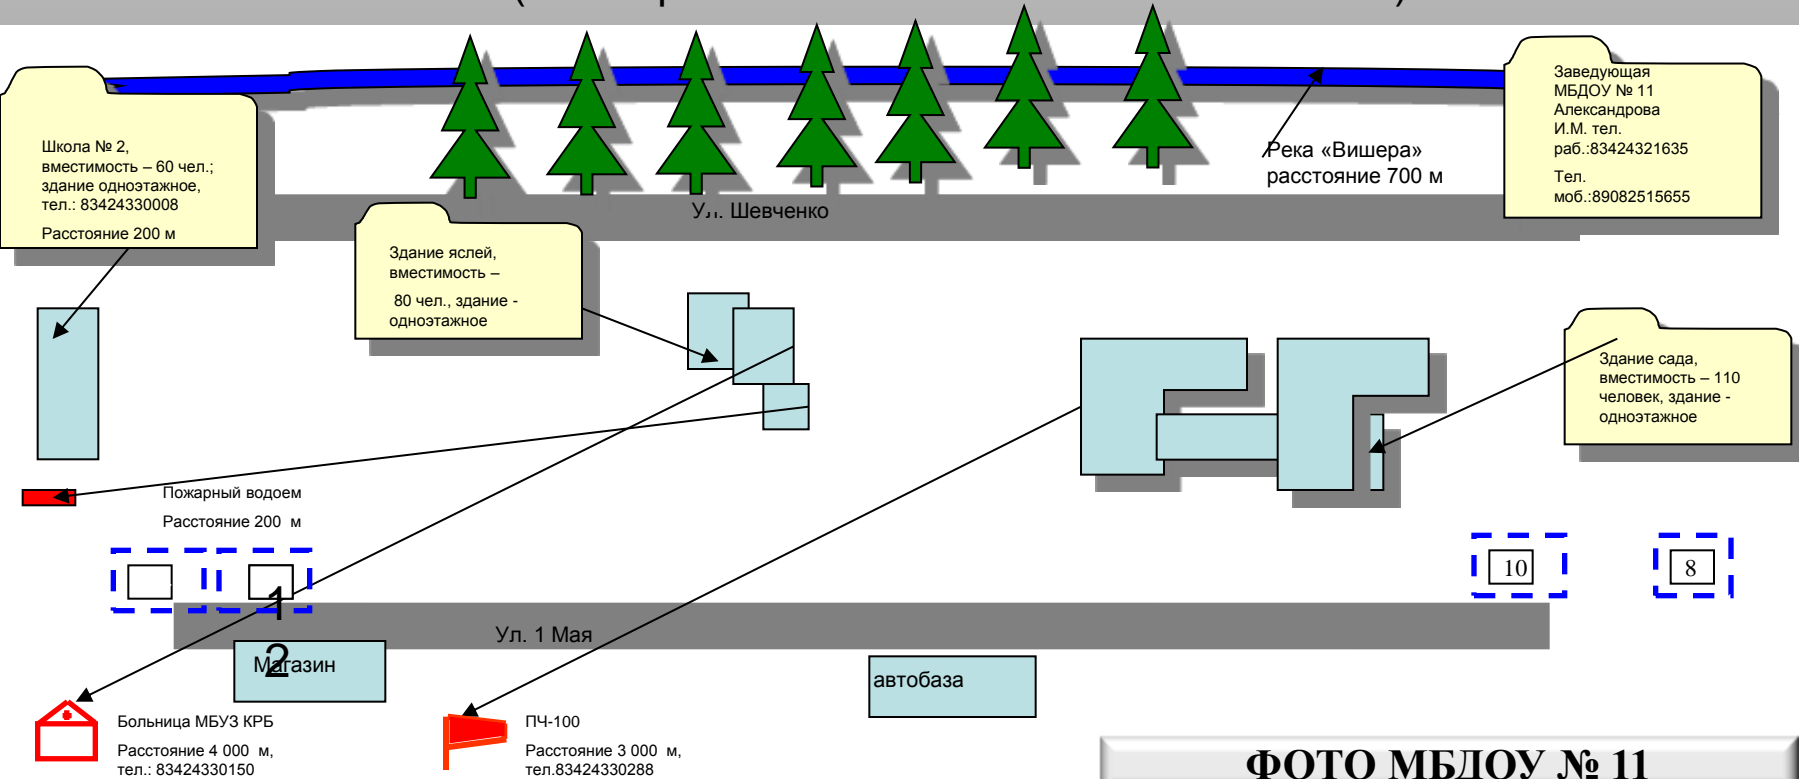 Школа № 2,
вместимость – 60 чел.;
здание одноэтажное,
тел.: 83424330008
Расстояние 200 м
Заведующая
МБДОУ № 11
Александрова
И.М. тел.
раб.:83424321635
Тел.
моб.:89082515655
Река «Вишера»
расстояние 700 м
Ул. Шевченко
Здание яслей,
вместимость –
80 чел., здание -
одноэтажное
Здание сада,
вместимость – 110
человек, здание -
одноэтажное
Пожарный водоем
Расстояние 200 м
12
10
8
Ул. 1 Мая
Магазин
автобаза
Больница МБУЗ КРБ
Расстояние 4 000 м,
тел.: 83424330150
ПЧ-100
Расстояние 3 000 м,
тел.83424330288
ФОТО МБДОУ № 11